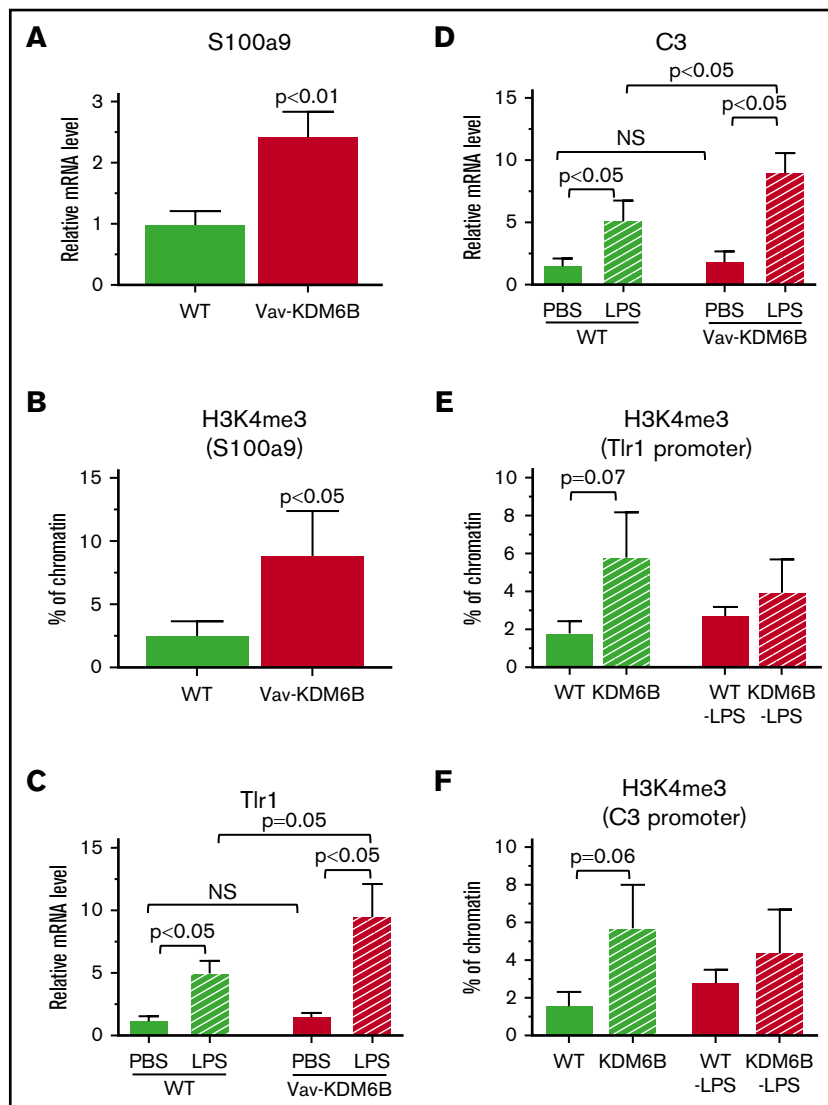 A
S100a9
Relative mRNA level
3
2
1
0
p<0.01
WT
Vav-KDM6B
B
H3K4me3
(S100a9)
% of chromatin
15
10
5
0
p<0.05
WT
Vav-KDM6B
C
Tlr1
Relative mRNA level
15
10
5
0
p=0.05
p<0.05
NS
p<0.05
PBS LPS PBS LPS
WT Vav-KDM6B
D
C3
Relative mRNA level
15
10
5
0
p<0.05
p<0.05
NS
p<0.05
PBS LPS PBS LPS
WT Vav-KDM6B
E
H3K4me3
(Tlr1 promoter)
% of chromatin
10
8
6
4
2
0
p=0.07
WT KDM6B WT KDM6B
-LPS -LPS
F
H3K4me3
(C3 promoter)
% of chromatin
10
8
6
4
2
0
p=0.06
WT KDM6B WT KDM6B
-LPS -LPS